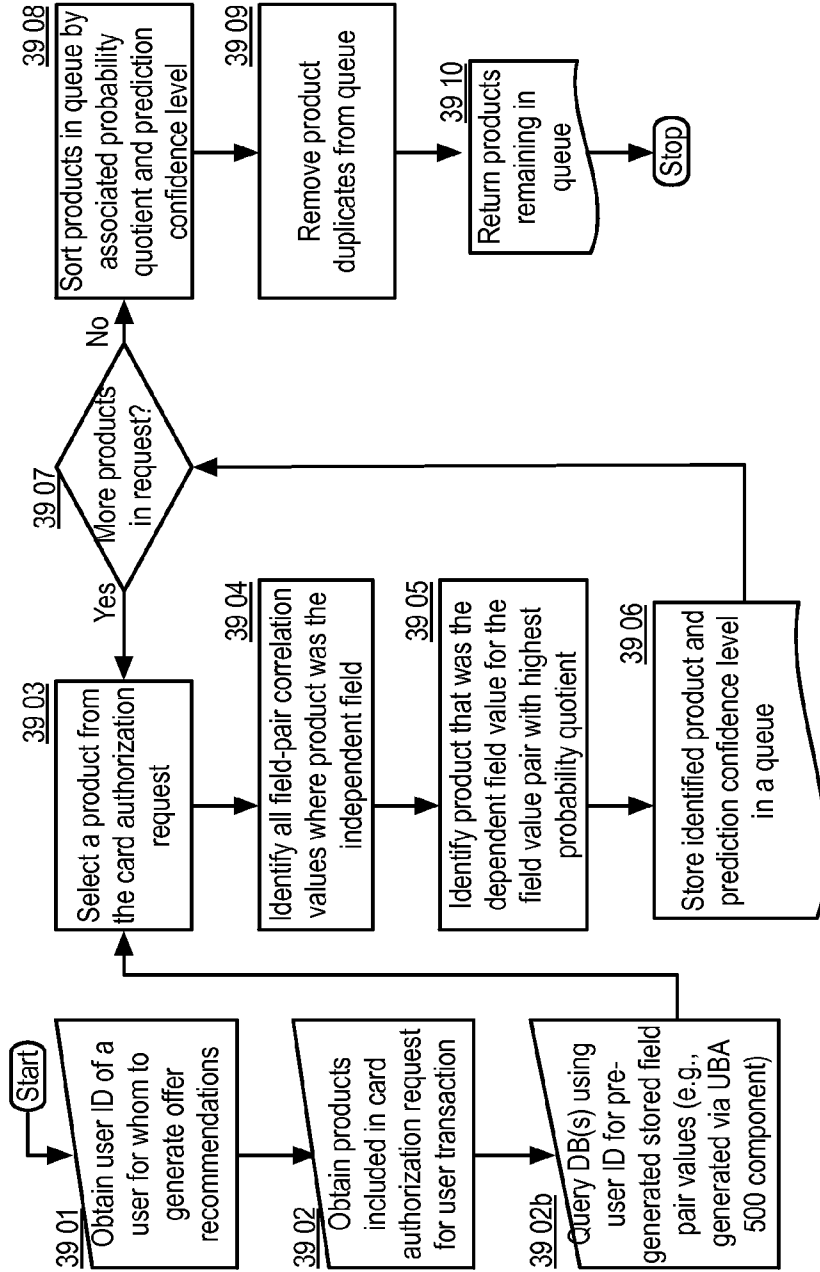 Start
39 01
Obtain user ID of a
user for whom to
generate offer
recommendations
39 02
Obtain products
included in card
authorization request
for user transaction
39 02b
Query DB(s) using
user ID for pre-
generated stored field
pair values (e.g.,
generated via UBA
500 component)
39 03
Select a product from
the card authorization
request
39 04
Identify all field-pair correlation
values where product was the
independent field
39 05
Identify product that was the
dependent field value for the
field value pair with highest
probability quotient
39 06
Store identified product and
prediction confidence level
in a queue
39 07
More products
in request?
Yes
No
39 08
Sort products in queue by
associated probability
quotient and prediction
confidence level
39 09
Remove product
duplicates from queue
39 10
Return products
remaining in
queue
Stop